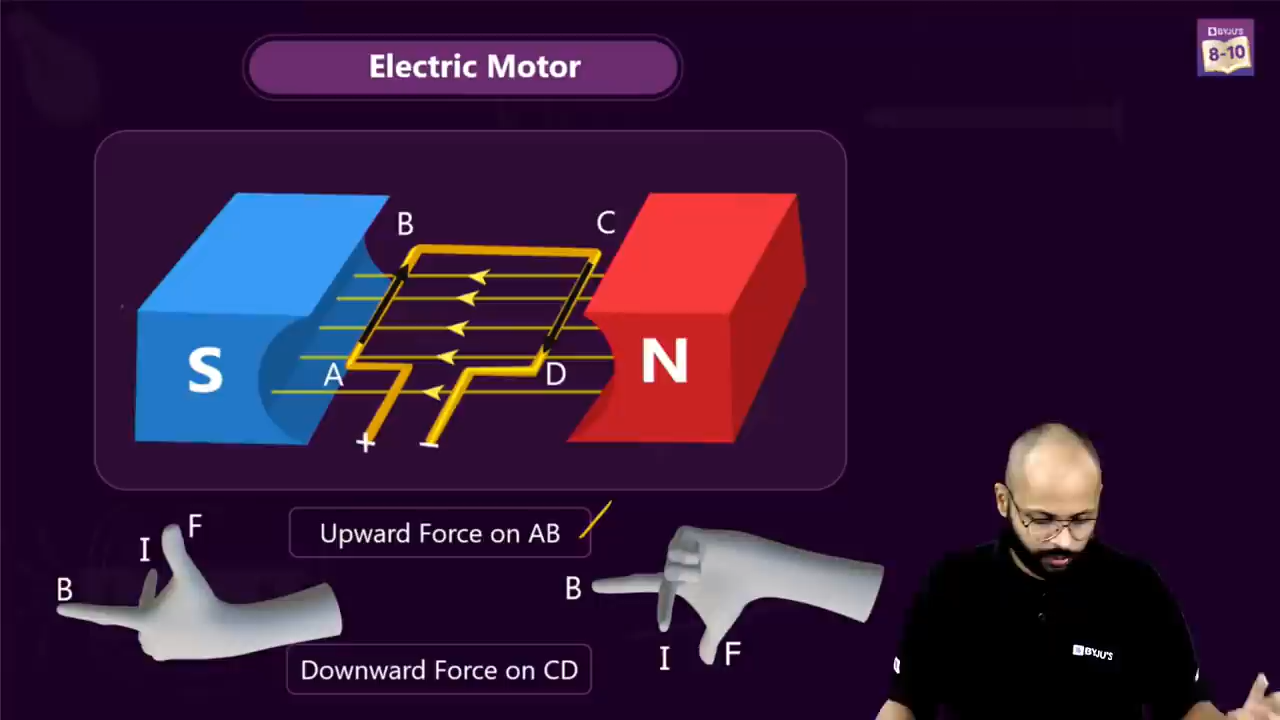 Electric Motor
BYJU'S
8-10
B
C
S
N
A
D
+
−
F
I
B
Upward Force on AB
B
I
F
Downward Force on CD
BYJU'S